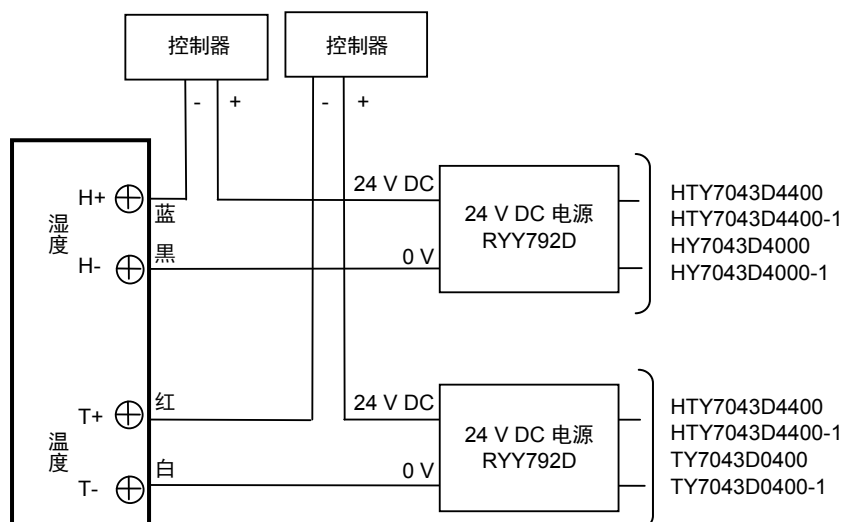 控制器
控制器
- +
- +
湿度
H+
蓝
H-
黒
24 V DC
0 V
24 V DC 电源
RYY792D
HTY7043D4400
HTY7043D4400-1
HY7043D4000
HY7043D4000-1
温度
T+
红
T-
白
24 V DC
0 V
24 V DC 电源
RYY792D
HTY7043D4400
HTY7043D4400-1
TY7043D0400
TY7043D0400-1